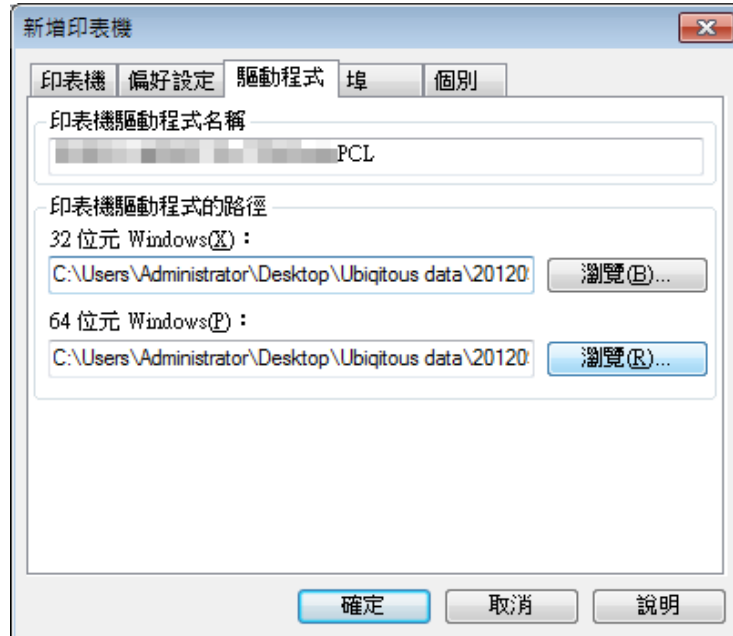 新增印表機
印表機 偏好設定 驅動程式 埠 個別
印表機驅動程式名稱
PCL
印表機驅動程式的路徑
32 位元 Windows(X)：
C:\Users\Administrator\Desktop\Ubiqitous data\20120 瀏覽(B)...
64 位元 Windows(P)：
C:\Users\Administrator\Desktop\Ubiqitous data\20120 瀏覽(R)...
確定 取消 說明